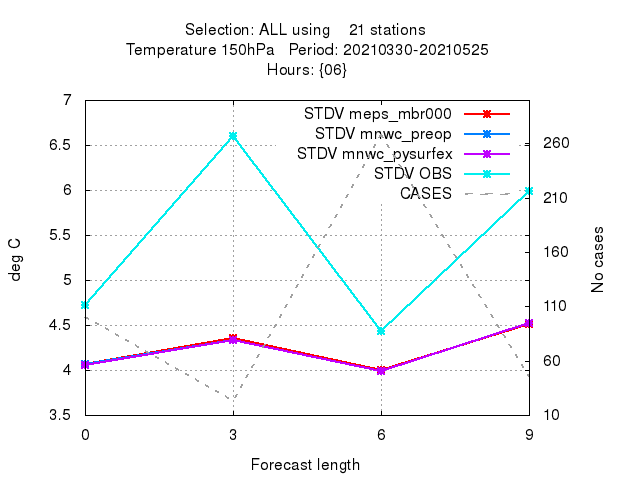 Selection: ALL using    21 stations
Temperature 150hPa   Period: 20210330-20210525
Hours: {06}
STDV meps_mbr000
STDV mnwc_preop
STDV mnwc_pysurfex
STDV OBS
CASES
deg C
7
6.5
6
5.5
5
4.5
4
3.5
No cases
260
210
160
110
60
10
0 3 6 9
Forecast length